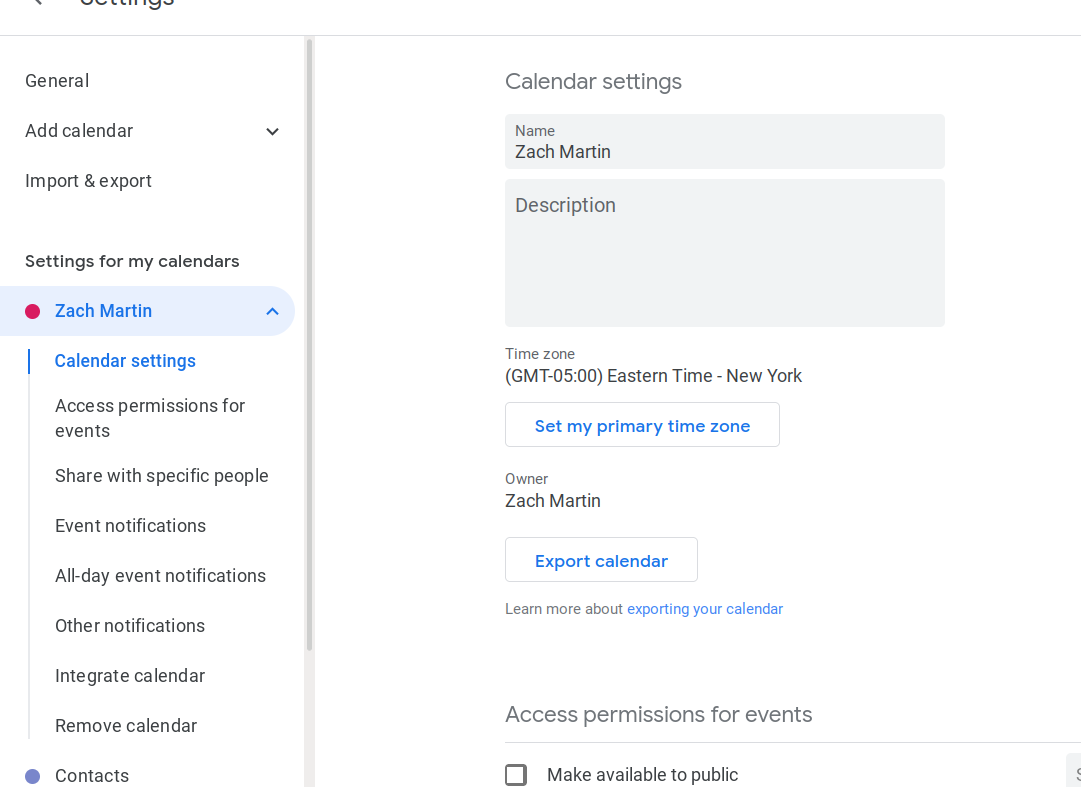 Settings
General
Add calendar
Import & export
Settings for my calendars
Zach Martin
Calendar settings
Access permissions for
events
Share with specific people
Event notifications
All-day event notifications
Other notifications
Integrate calendar
Remove calendar
Contacts
Calendar settings
Name
Zach Martin
Description
Time zone
(GMT-05:00) Eastern Time - New York
Set my primary time zone
Owner
Zach Martin
Export calendar
Learn more about exporting your calendar
Access permissions for events
Make available to public